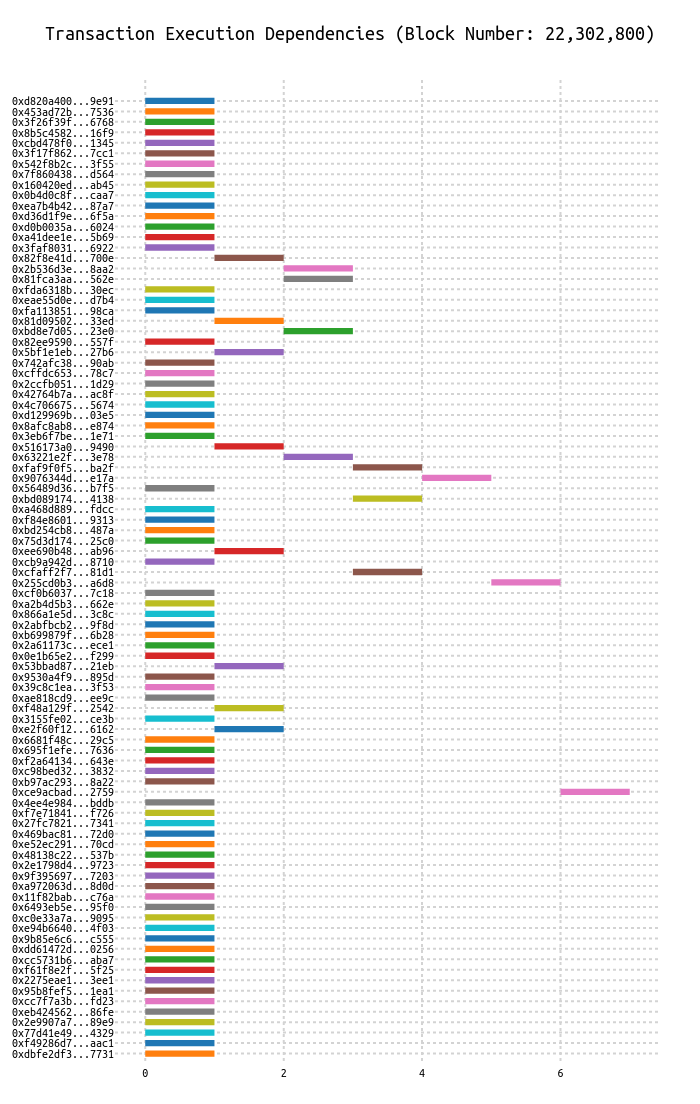 Transaction Execution Dependencies (Block Number: 22,302,800)
0xd820a400...9e91
0x453ad72b...7536
0x3f26f39f...6768
0x8b5c4582...16f9
0xcbd478f0...1345
0x3f17f862...7cc1
0x542f8b2c...3f55
0x7f860438...d564
0x160420ed...ab45
0x0b4d0c8f...caa7
0xea7b4b42...87a7
0xd36d1f9e...6f5a
0xd0b0035a...6024
0xa41dee1e...5b69
0x3faf8031...6922
0x82f8e41d...700e
0x2b536d3e...8aa2
0x81fca3aa...562e
0xfda6318b...30ec
0xeae55d0e...d7b4
0xfa113851...98ca
0x81d09502...33ed
0xbd8e7d05...23e0
0x82ee9590...557f
0x5bf1e1eb...27b6
0x742afc38...90ab
0xcffdc653...78c7
0x2ccfb051...1d29
0x42764b7a...ac8f
0x4c706675...5674
0xd129969b...03e5
0x8afc8ab8...e874
0x3eb6f7be...1e71
0x516173a0...9490
0x63221e2f...3e78
0xfaf9f0f5...ba2f
0x9076344d...e17a
0x56489d36...b7f5
0xbd089174...4138
0xa468d889...fdcc
0xf84e8601...9313
0xbd254cb8...487a
0x75d3d174...25c0
0xee690b48...ab96
0xcb9a942d...8710
0xcfaff2f7...81d1
0x255cd0b3...a6d8
0xcf0b6037...7c18
0xa2b4d5b3...662e
0x866a1e5d...3c8c
0x2abfbcb2...9f8d
0xb699879f...6b28
0x2a61173c...ece1
0x0e1b65e2...f299
0x53bbad87...21eb
0x9530a4f9...895d
0x39c8c1ea...3f53
0xae818cd9...ee9c
0xf48a129f...2542
0x3155fe02...ce3b
0xe2f60f12...6162
0x6681f48c...29c5
0x695f1efe...7636
0xf2a64134...643e
0xc98bed32...3832
0xb97ac293...8a22
0xce9acbad...2759
0x4ee4e984...bddb
0xf7e71841...f726
0x27fc7821...7341
0x469bac81...72d0
0xe52ec291...70cd
0x48138c22...537b
0x2e1798d4...9723
0x9f395697...7203
0xa972063d...8d0d
0x11f82bab...c76a
0x6493eb5e...95f0
0xc0e33a7a...9095
0xe94b6640...4f03
0x9b85e6c6...c555
0xdd61472d...0256
0xcc5731b6...aba7
0xf61f8e2f...5f25
0x2275eae1...3ee1
0x95b8fef5...1ea1
0xcc7f7a3b...fd23
0xeb424562...86fe
0x2e9907a7...89e9
0x77d41e49...4329
0xf49286d7...aac1
0xdbfe2df3...7731
0 2 4 6